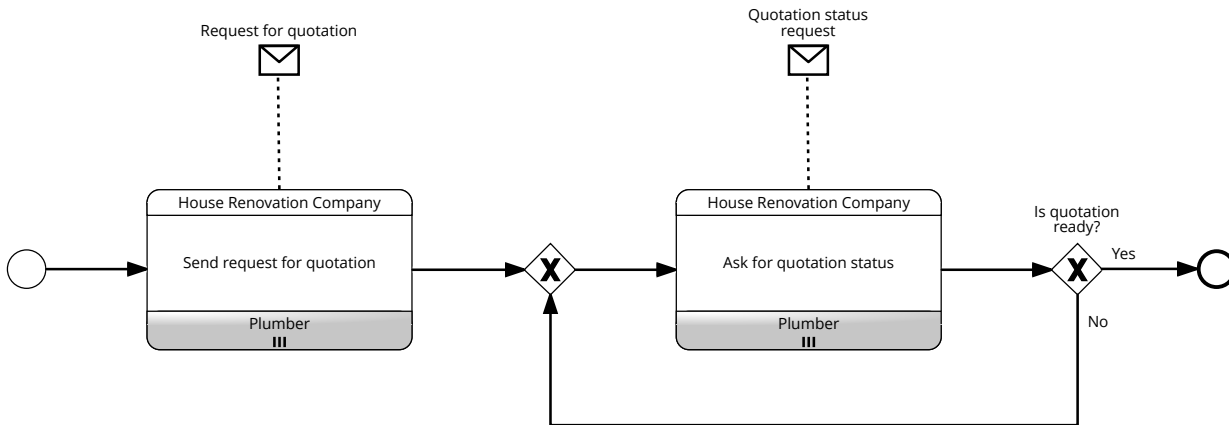 Request for quotation
Quotation status
request
House Renovation Company
Send request for quotation
Plumber
House Renovation Company
Ask for quotation status
Plumber
Is quotation
ready?
Yes
No